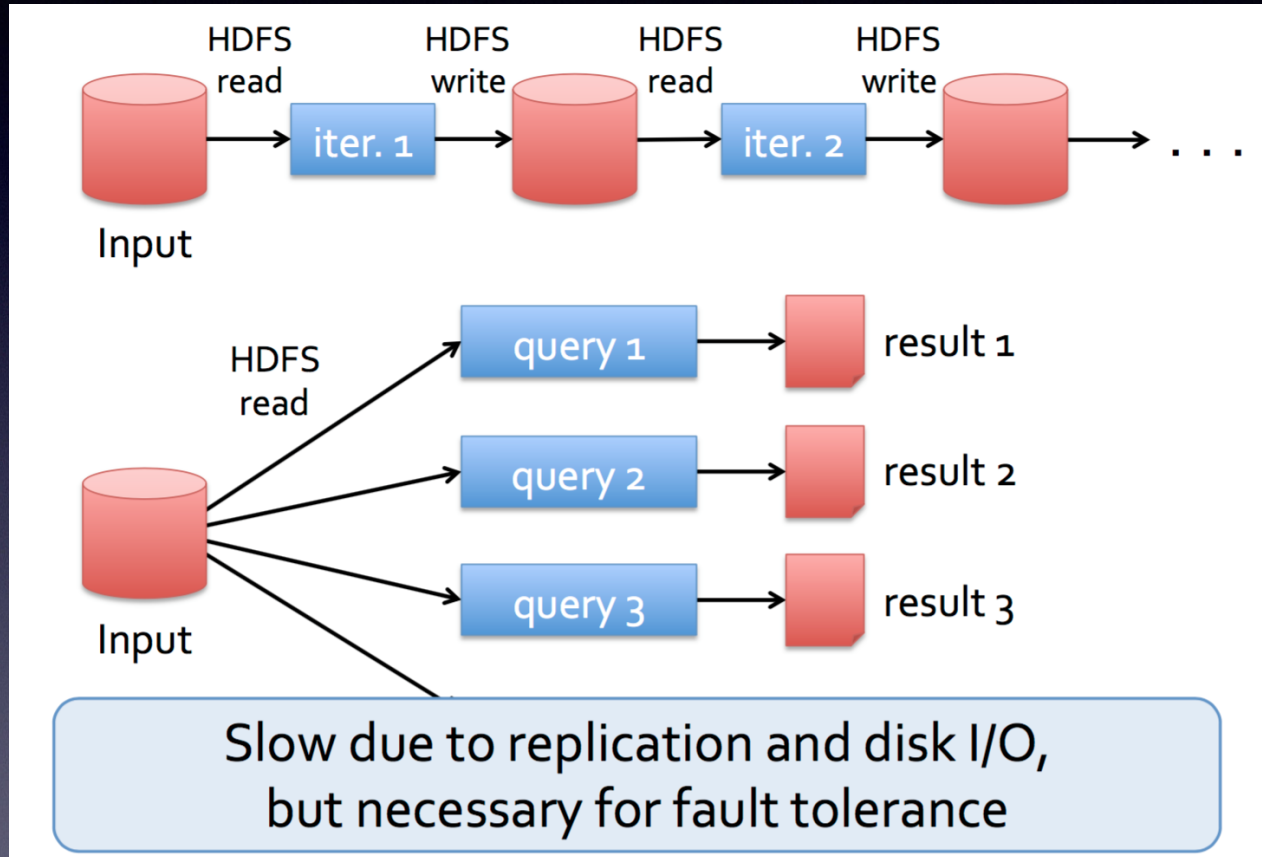 HDFS
read
HDFS
write
HDFS
read
HDFS
write
iter. 1
iter. 2
. . .
Input
HDFS
read
query 1
result 1
query 2
result 2
query 3
result 3
Input
Slow due to replication and disk I/O,
but necessary for fault tolerance